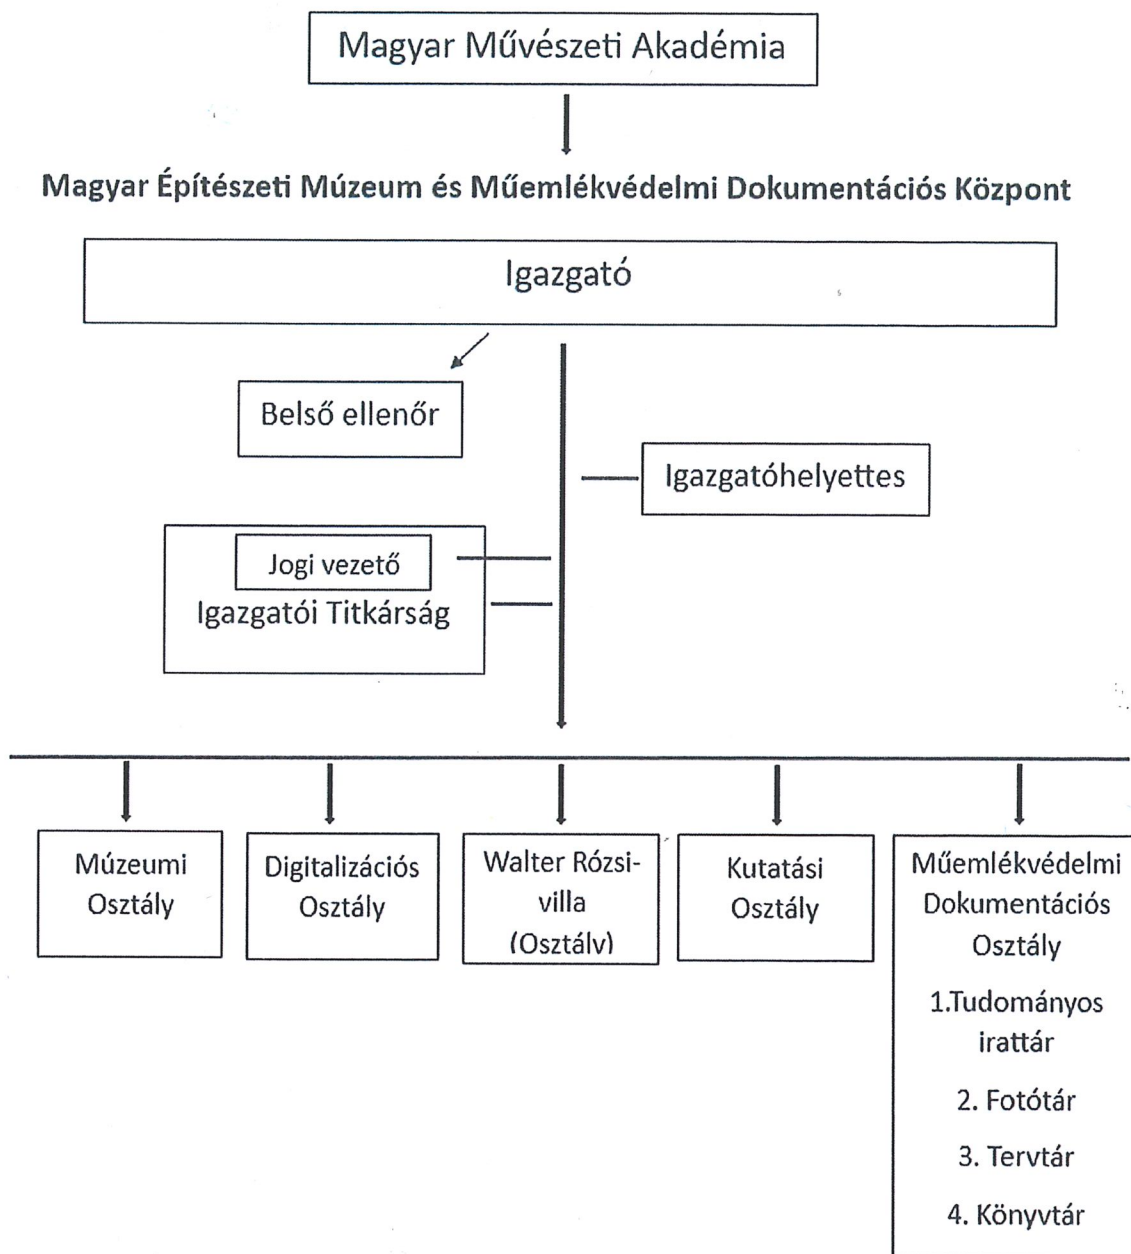 Magyar Művészeti Akadémia
Magyar Építészeti Múzeum és Műemlékvédelmi Dokumentációs Központ
Igazgató
Belső ellenőr
Igazgatóhelyettes
Jogi vezető
Igazgatói Titkárság
Múzeumi
Osztály
Digitalizációs
Osztály
Walter Rózsi-
villa
(Osztály)
Kutatási
Osztály
Műemlékvédelmi
Dokumentációs
Osztály
1.Tudományos
irattár
2. Fotótár
3. Tervtár
4. Könyvtár